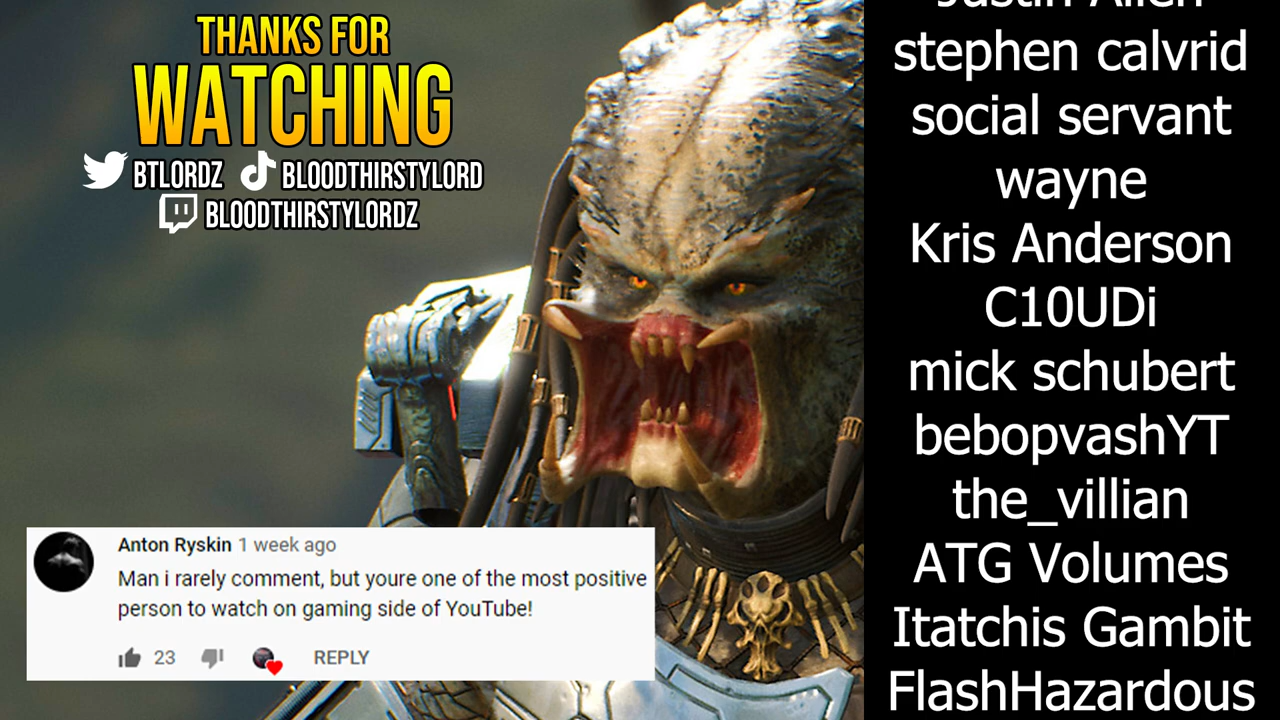 THANKS FOR
WATCHING
BTLORDZ BLOODTHIRSTYLORD
BLOODTHIRSTYLORDZ
Anton Ryskin 1 week ago
Man i rarely comment, but youre one of the most positive
person to watch on gaming side of YouTube!
23 REPLY
Justin Allen
stephen calvrid
social servant
wayne
Kris Anderson
C10UDi
mick schubert
bebopvashYT
the_villian
ATG Volumes
Itatchis Gambit
FlashHazardous